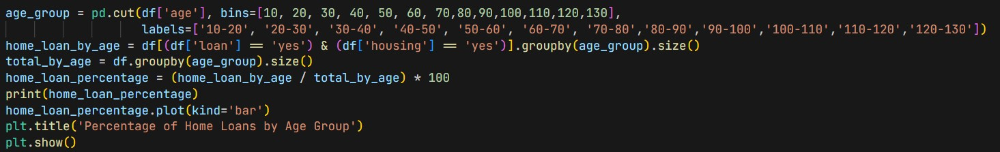 age_group = pd.cut(df['age'], bins=[10, 20, 30, 40, 50, 60, 70,80,90,100,110,120,130],
                   labels=['10-20', '20-30', '30-40', '40-50', '50-60', '60-70', '70-80','80-90','90-100','100-110','110-120','120-130'])
home_loan_by_age = df[(df['loan'] == 'yes') & (df['housing'] == 'yes')].groupby(age_group).size()
total_by_age = df.groupby(age_group).size()
home_loan_percentage = (home_loan_by_age / total_by_age) * 100
print(home_loan_percentage)
home_loan_percentage.plot(kind='bar')
plt.title('Percentage of Home Loans by Age Group')
plt.show()